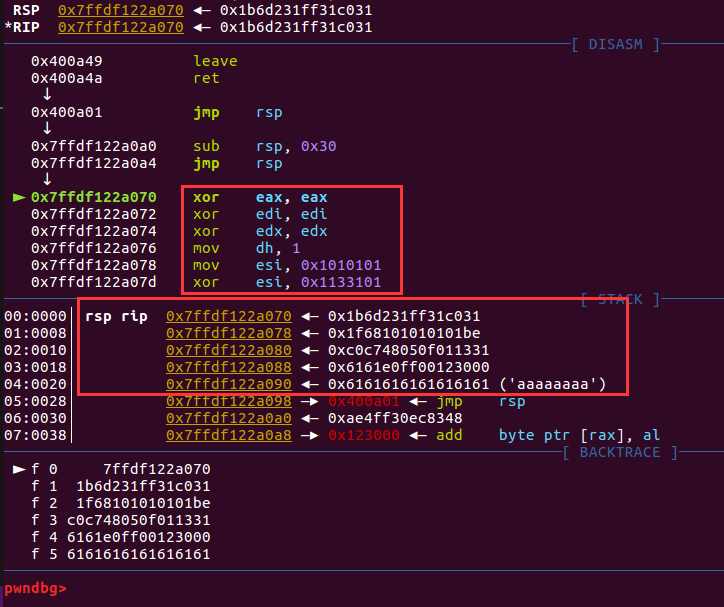 RSP 0x7ffdf122a070 ◂— 0x1b6d231ff31c031
*RIP 0x7ffdf122a070 ◂— 0x1b6d231ff31c031
[ DISASM ]
0x400a49 leave
0x400a4a ret
↓
0x400a01 jmp rsp
↓
0x7ffdf122a0a0 sub rsp, 0x30
0x7ffdf122a0a4 jmp rsp
↓
► 0x7ffdf122a070 xor eax, eax
0x7ffdf122a072 xor edi, edi
0x7ffdf122a074 xor edx, edx
0x7ffdf122a076 mov dh, 1
0x7ffdf122a078 mov esi, 0x1010101
0x7ffdf122a07d xor esi, 0x1133101
[ STACK ]
00:0000│ rsp rip 0x7ffdf122a070 ◂— 0x1b6d231ff31c031
01:0008│ 0x7ffdf122a078 ◂— 0x1f68101010101be
02:0010│ 0x7ffdf122a080 ◂— 0xc0c748050f011331
03:0018│ 0x7ffdf122a088 ◂— 0x6161e0ff00123000
04:0020│ 0x7ffdf122a090 ◂— 0x6161616161616161 ('aaaaaaaa')
05:0028│ 0x7ffdf122a098 —▸ 0x400a01 ◂— jmp rsp
06:0030│ 0x7ffdf122a0a0 ◂— 0xae4ff30ec8348
07:0038│ 0x7ffdf122a0a8 —▸ 0x123000 ◂— add byte ptr [rax], al
[ BACKTRACE ]
► f 0 7ffdf122a070
f 1 1b6d231ff31c031
f 2 1f68101010101be
f 3 c0c748050f011331
f 4 6161e0ff00123000
f 5 6161616161616161
pwndbg>